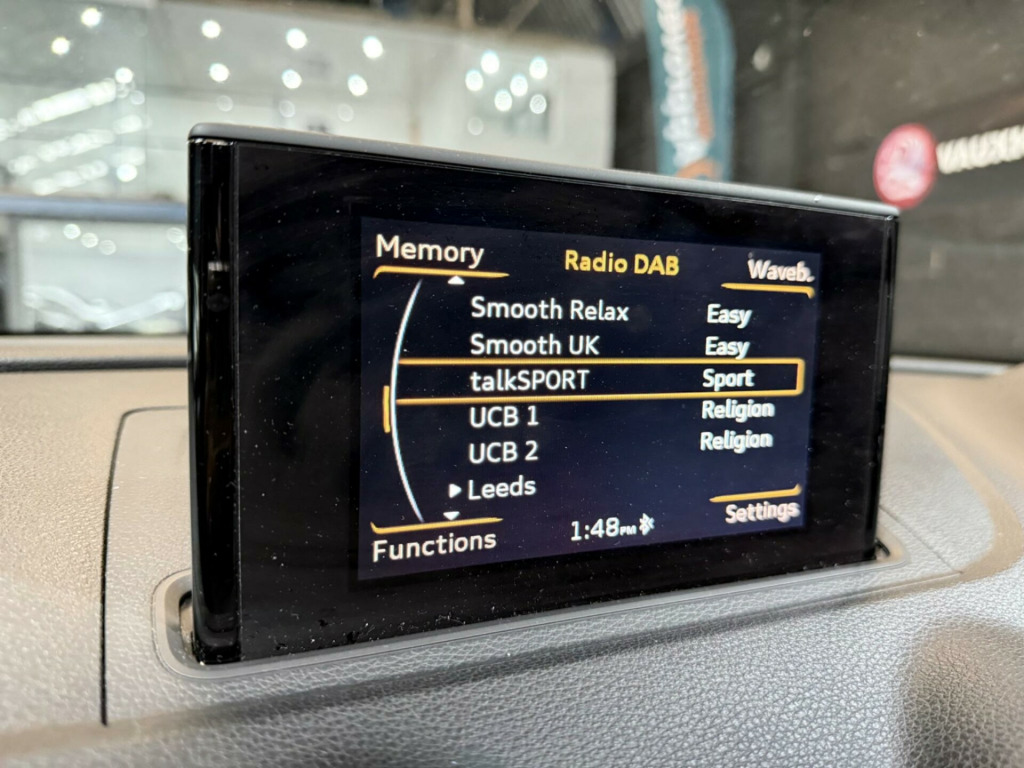 Memory Radio DAB Waveb.
Smooth Relax Easy
Smooth UK Easy
talkSPORT Sport
UCB 1 Religion
UCB 2 Religion
Leeds
Functions 1:48PM Settings